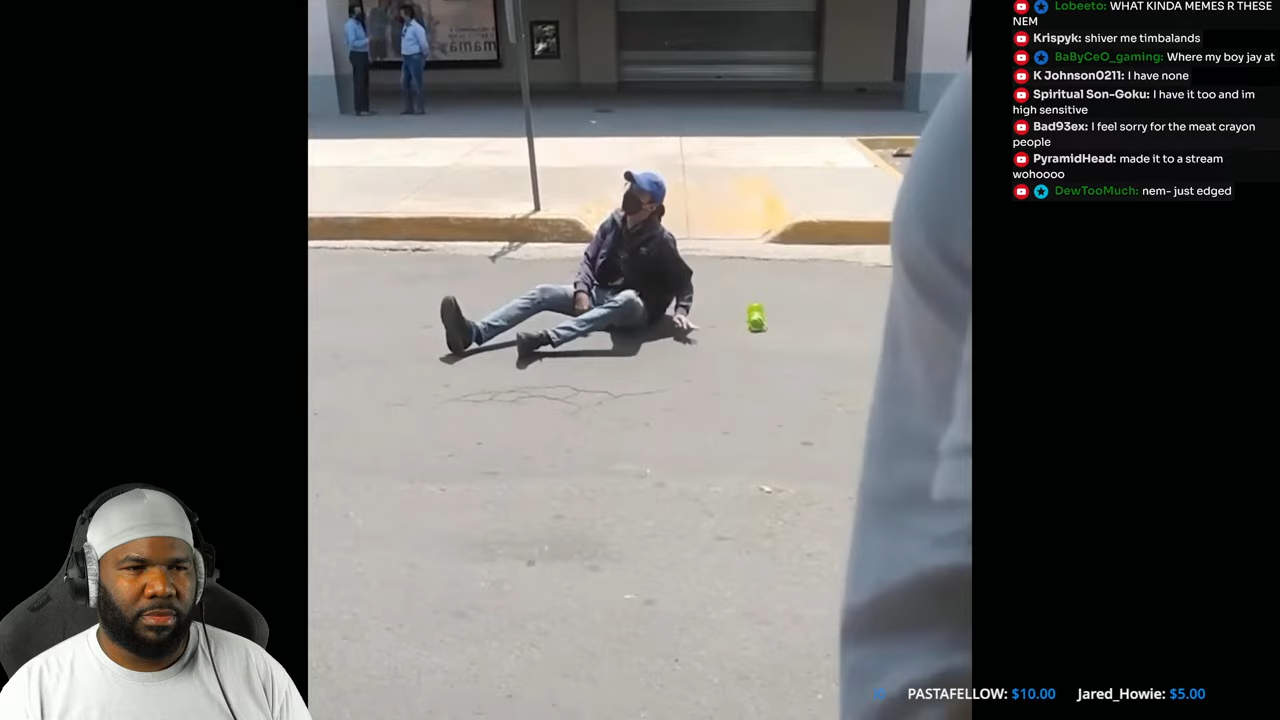 Lobeeto: WHAT KINDA MEMES R THESE
NEM
Krispyk: shiver me timbalands
BaByCeO_gaming: Where my boy jay at
K Johnson0211: I have none
Spiritual Son-Goku: I have it too and im
high sensitive
Bad93ex: I feel sorry for the meat crayon
people
PyramidHead: made it to a stream
wohoooo
DewTooMuch: nem- just edged
PASTAFELLOW: $10.00 Jared_Howie: $5.00